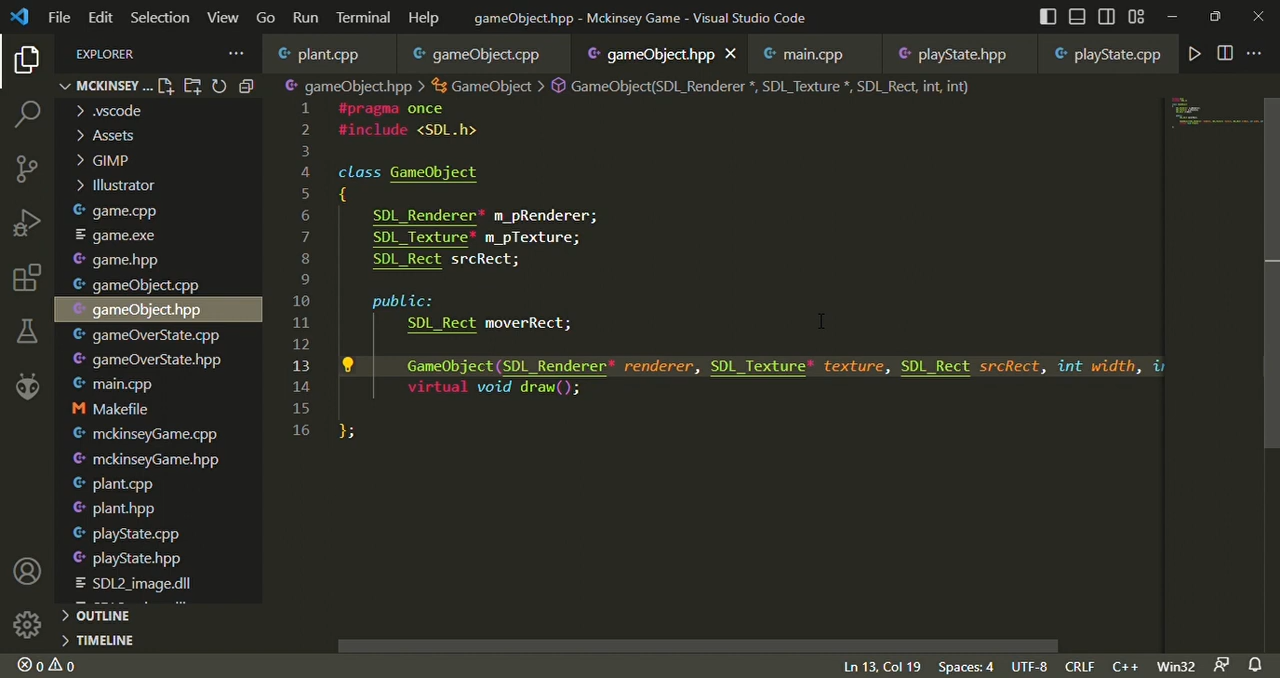 File Edit Selection View Go Run Terminal Help gameObject.hpp - Mckinsey Game - Visual Studio Code
EXPLORER ··· plant.cpp gameObject.cpp gameObject.hpp main.cpp playState.hpp playState.cpp
MCKINSEY ... gameObject.hpp > GameObject > GameObject(SDL_Renderer *, SDL_Texture *, SDL_Rect, int, int)
.vscode
Assets
GIMP
Illustrator
game.cpp
game.exe
game.hpp
gameObject.cpp
gameObject.hpp
gameOverState.cpp
gameOverState.hpp
main.cpp
Makefile
mckinseyGame.cpp
mckinseyGame.hpp
plant.cpp
plant.hpp
playState.cpp
playState.hpp
SDL2_image.dll
OUTLINE
TIMELINE
1 #pragma once
2 #include <SDL.h>
3
4 class GameObject
5 {
6 SDL_Renderer* m_pRenderer;
7 SDL_Texture* m_pTexture;
8 SDL_Rect srcRect;
9
10 public:
11 SDL_Rect moverRect;
12
13 GameObject(SDL_Renderer* renderer, SDL_Texture* texture, SDL_Rect srcRect, int width,
14 virtual void draw();
15
16 };
0 0 Ln 13, Col 19 Spaces: 4 UTF-8 CRLF C++ Win32